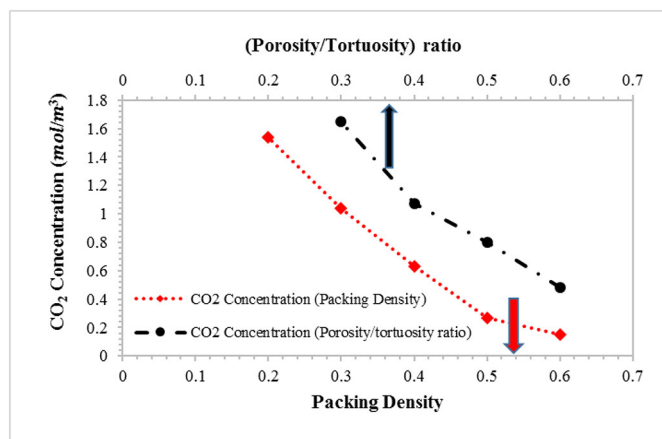 (Porosity/Tortuosity) ratio
0 0.1 0.2 0.3 0.4 0.5 0.6 0.7
CO₂ Concentration (mol/m³)
1.8
1.6
1.4
1.2
1
0.8
0.6
0.4
0.2
0
CO2 Concentration (Packing Density)
CO2 Concentration (Porosity/tortuosity ratio)
0 0.1 0.2 0.3 0.4 0.5 0.6 0.7
Packing Density